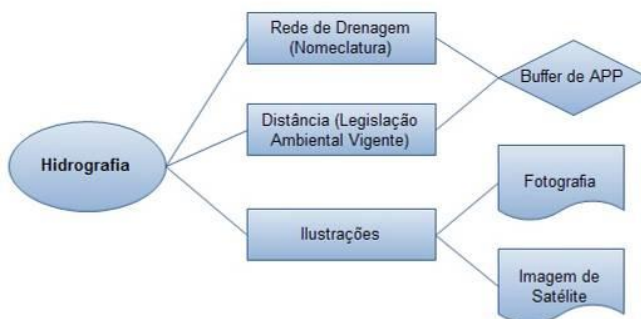 Rede de Drenagem
(Nomeclatura)
Buffer de APP
Distância (Legislação
Ambiental Vigente)
Hidrografia
Fotografia
Ilustrações
Imagem de
Satélite